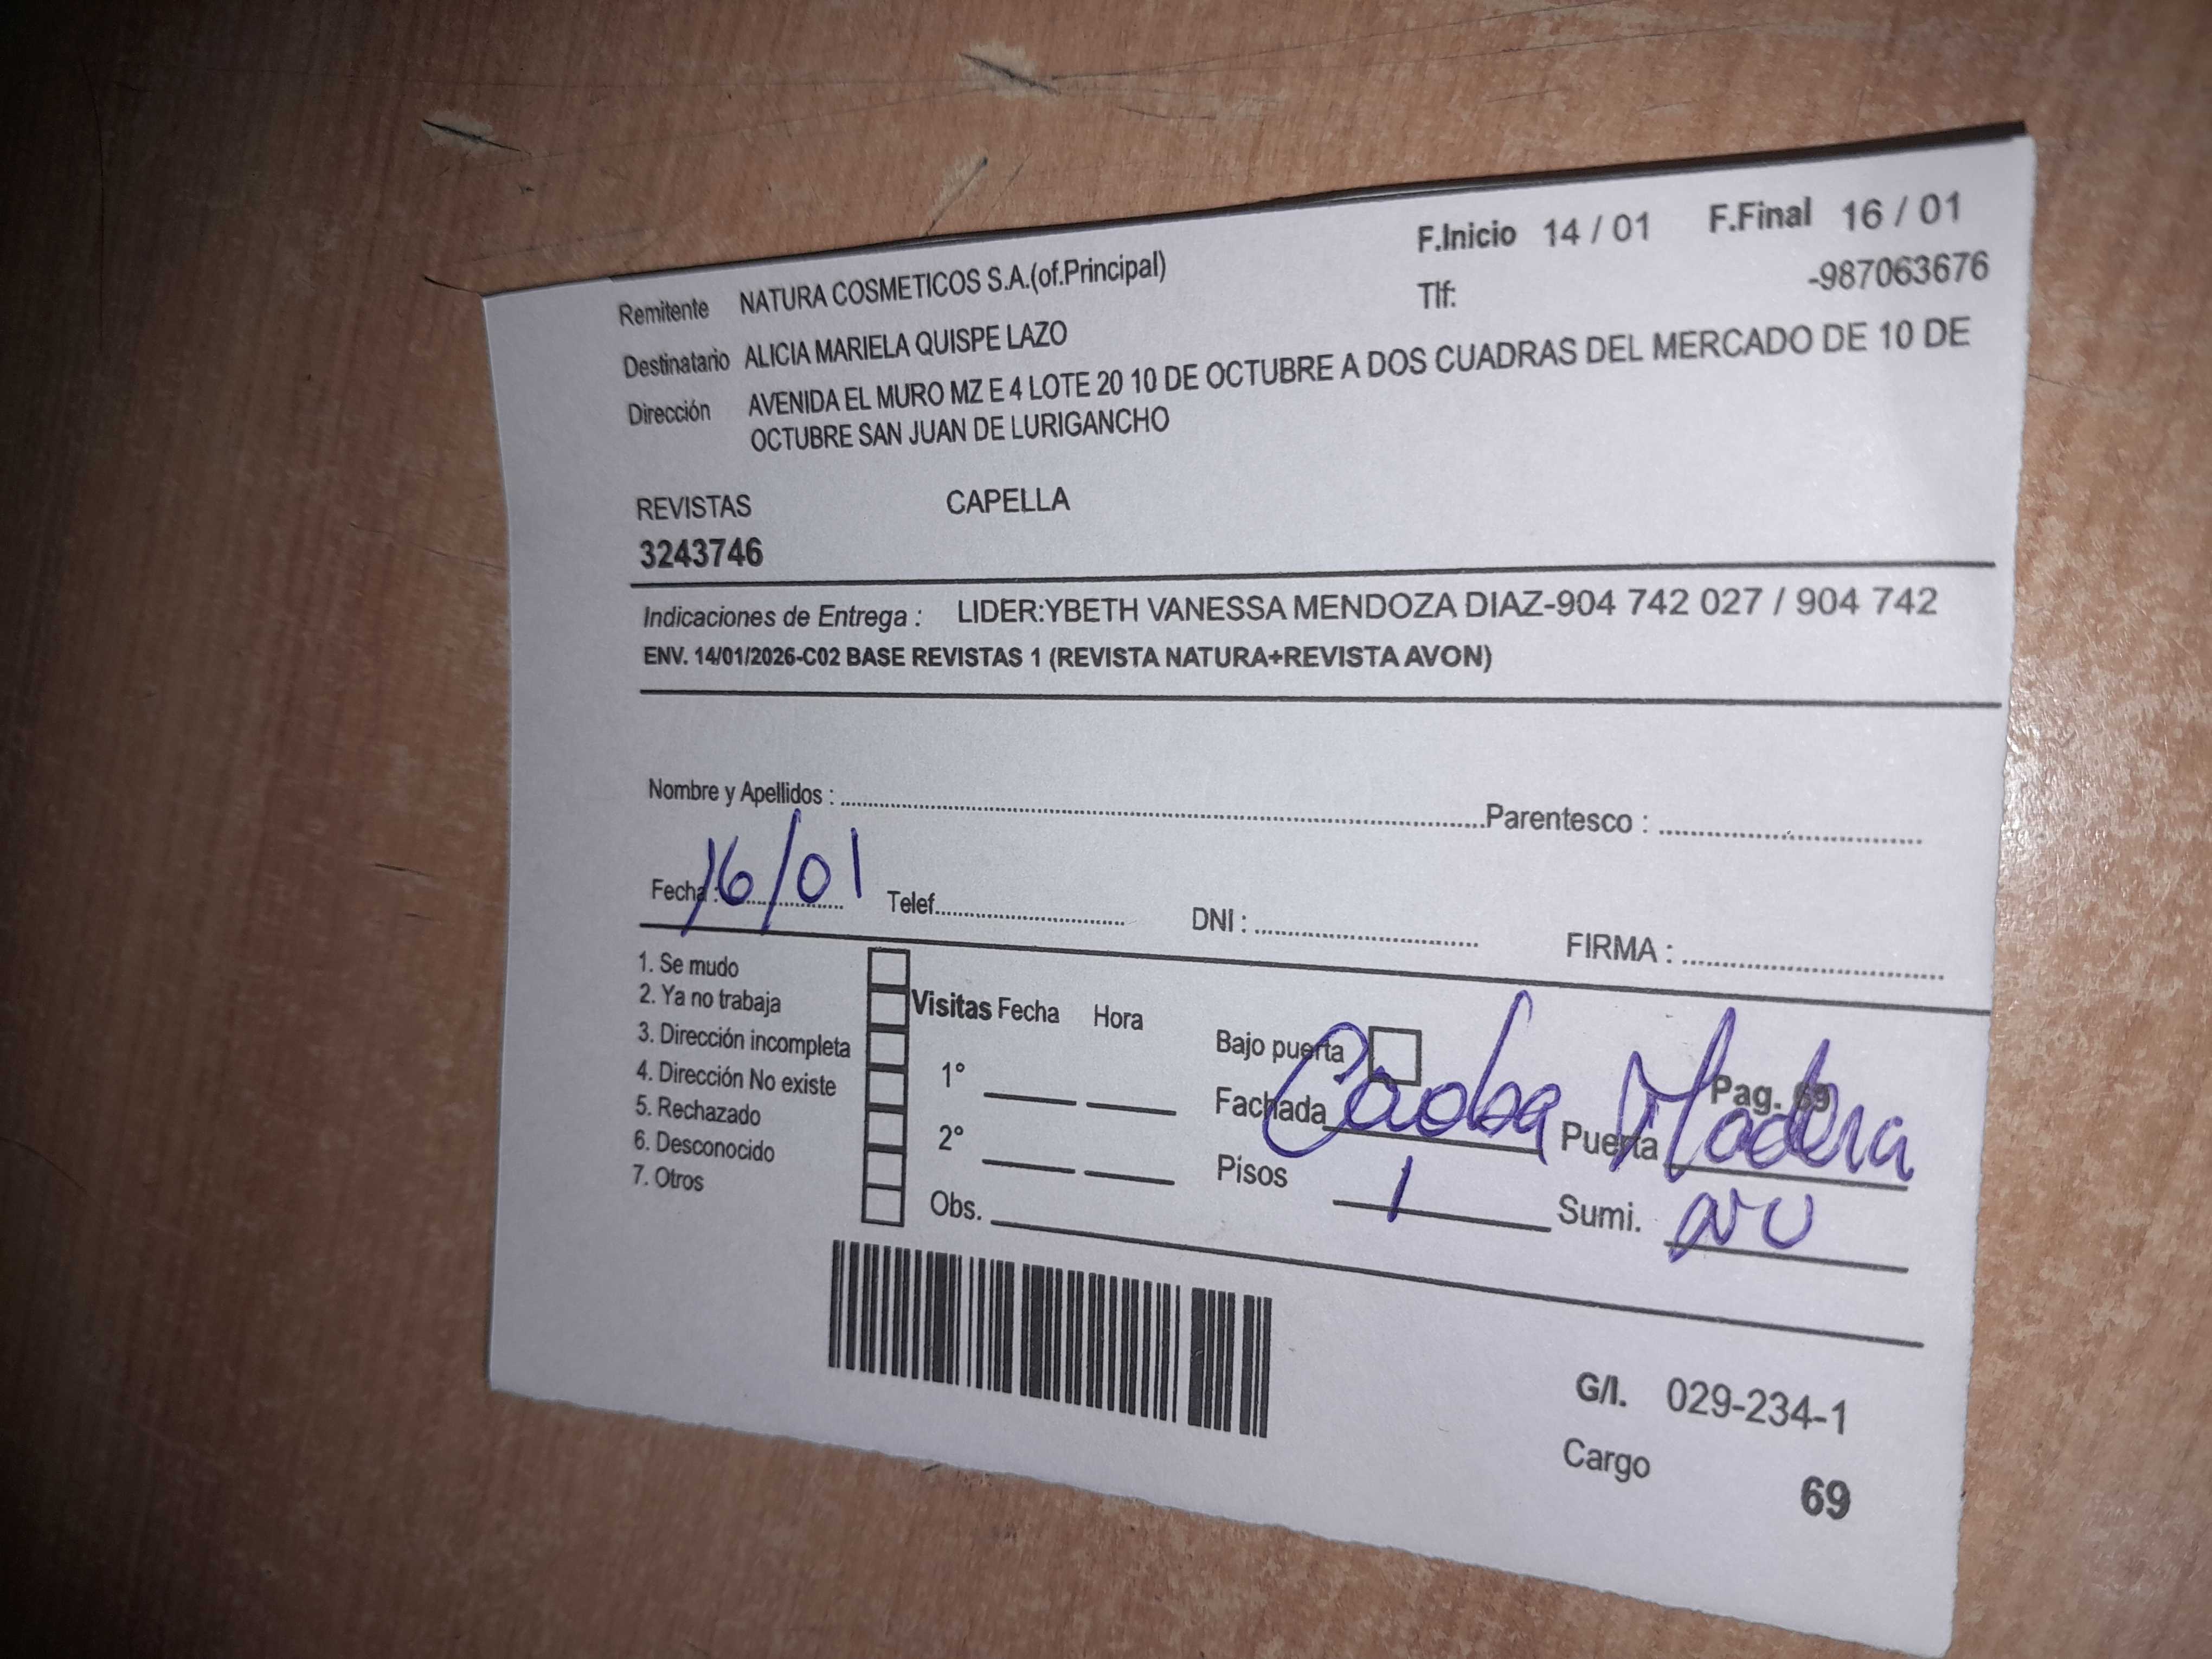 F.Inicio 14 / 01 F.Final 16 / 01
Remitente NATURA COSMETICOS S.A.(of.Principal) Tlf: -987063676
Destinatario ALICIA MARIELA QUISPE LAZO
Dirección AVENIDA EL MURO MZ E 4 LOTE 20 10 DE OCTUBRE A DOS CUADRAS DEL MERCADO DE 10 DE
OCTUBRE SAN JUAN DE LURIGANCHO
REVISTAS CAPELLA
3243746
Indicaciones de Entrega : LIDER:YBETH VANESSA MENDOZA DIAZ-904 742 027 / 904 742
ENV. 14/01/2026-C02 BASE REVISTAS 1 (REVISTA NATURA+REVISTA AVON)
Nombre y Apellidos : Parentesco :
Fecha : 16/01 Telef. DNI : FIRMA :
1. Se mudo
2. Ya no trabaja
3. Dirección incompleta
4. Dirección No existe
5. Rechazado
6. Desconocido
7. Otros
Visitas Fecha Hora
1°
2°
Obs.
Bajo puerta Pag. 69
Fachada Caoba Puerta Madera
Pisos 1 Sumi.
G/I. 029-234-1
Cargo 69